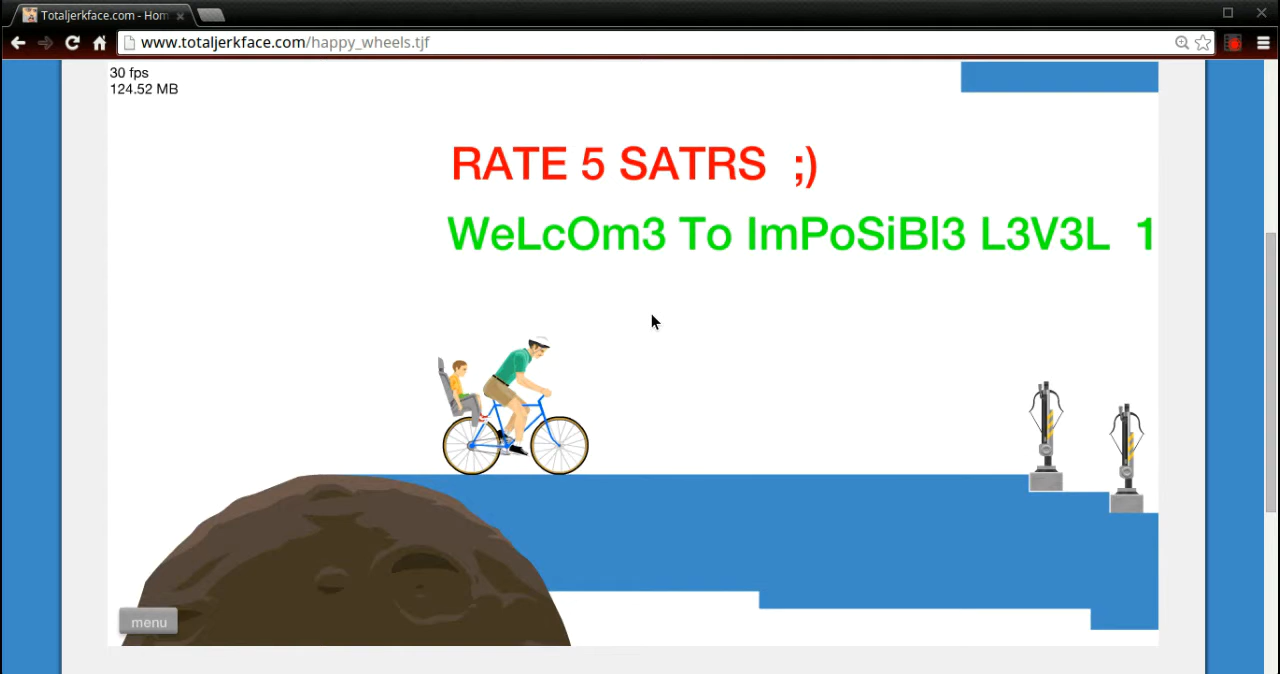 Totaljerkface.com - Hom
www.totaljerkface.com/happy_wheels.tjf
30 fps
124.52 MB
RATE 5 SATRS ;)
WeLcOm3 To ImPoSiBl3 L3V3L 1
menu